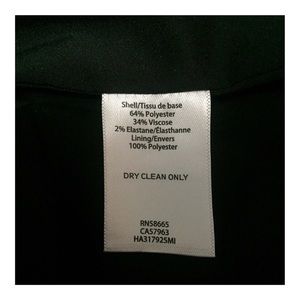 Shell/Tissu de base
64% Polyester
34% Viscose
2% Elastane/Élasthanne
Lining/Envers
100% Polyester
DRY CLEAN ONLY
RN58665
CA57963
HA317925MI